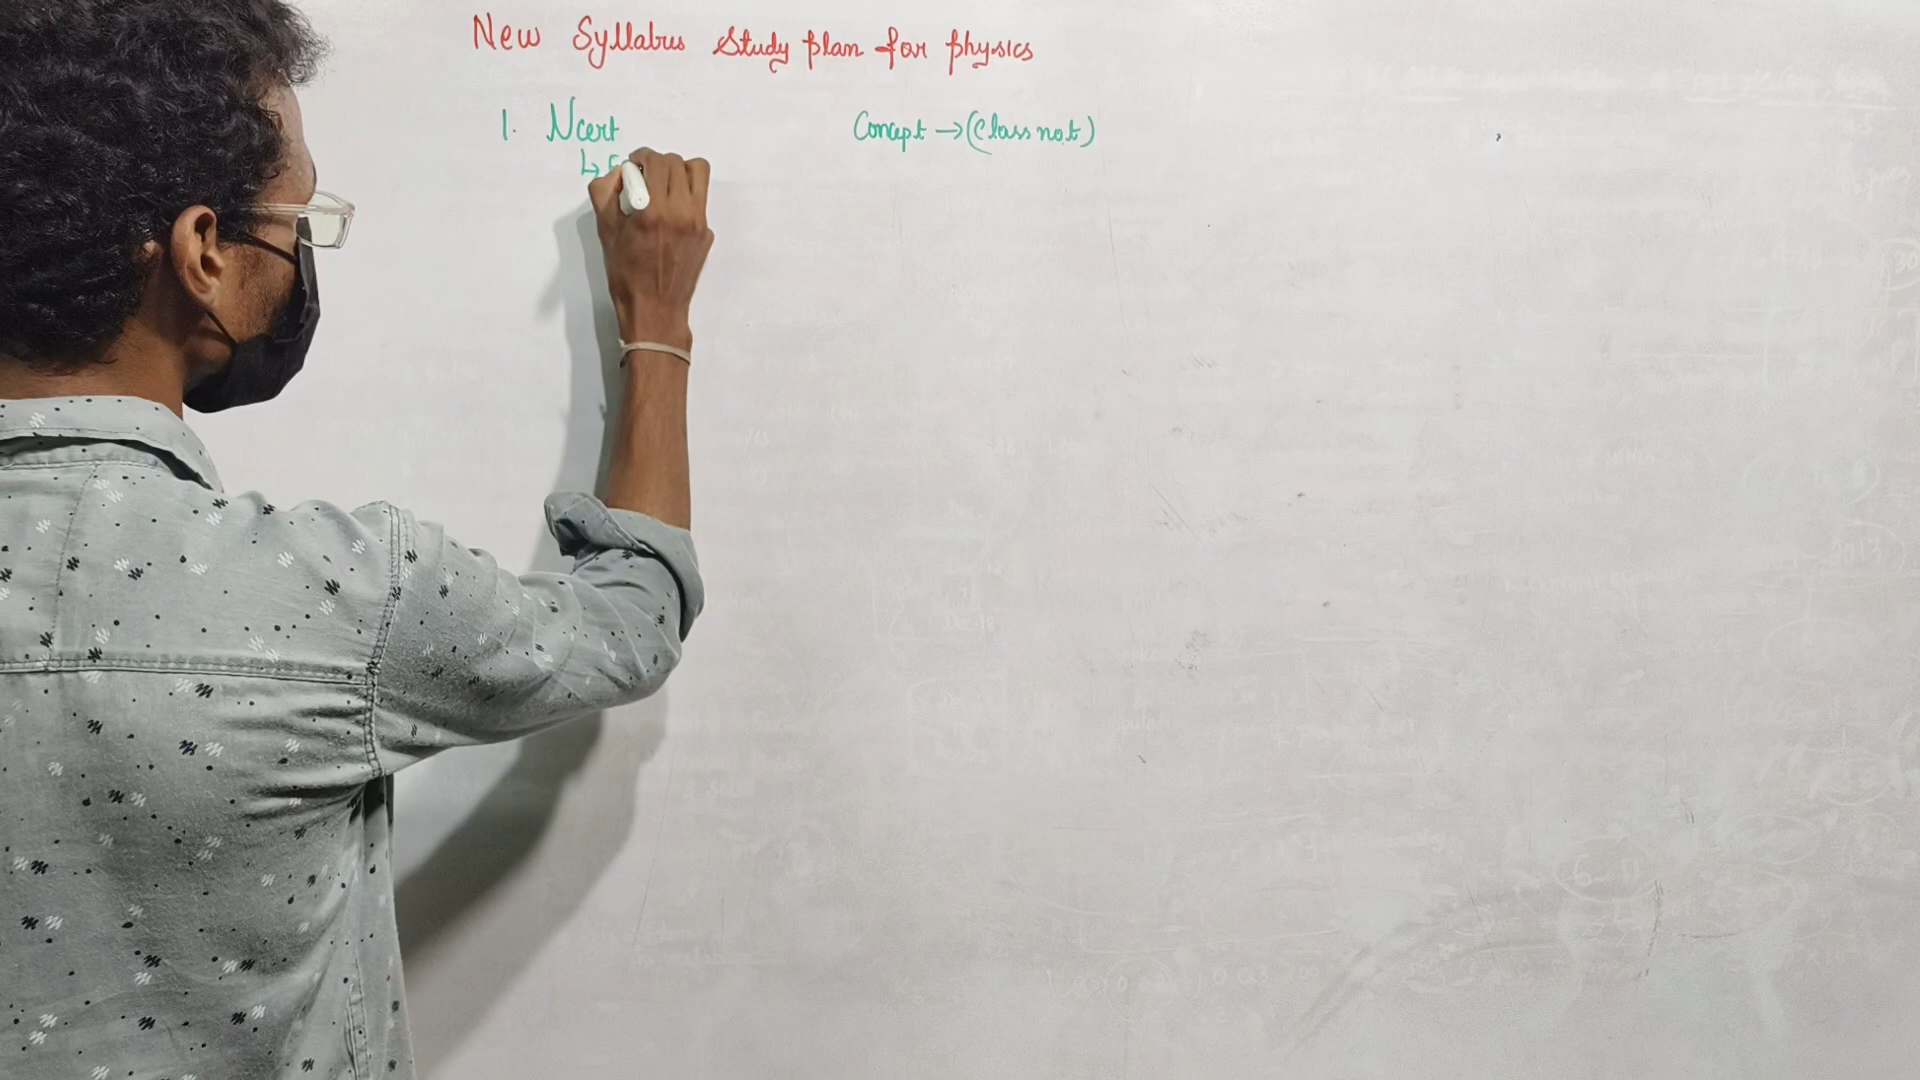 New Syllabus Study plan for physics
1. Ncert Concept → (Class not)
↳